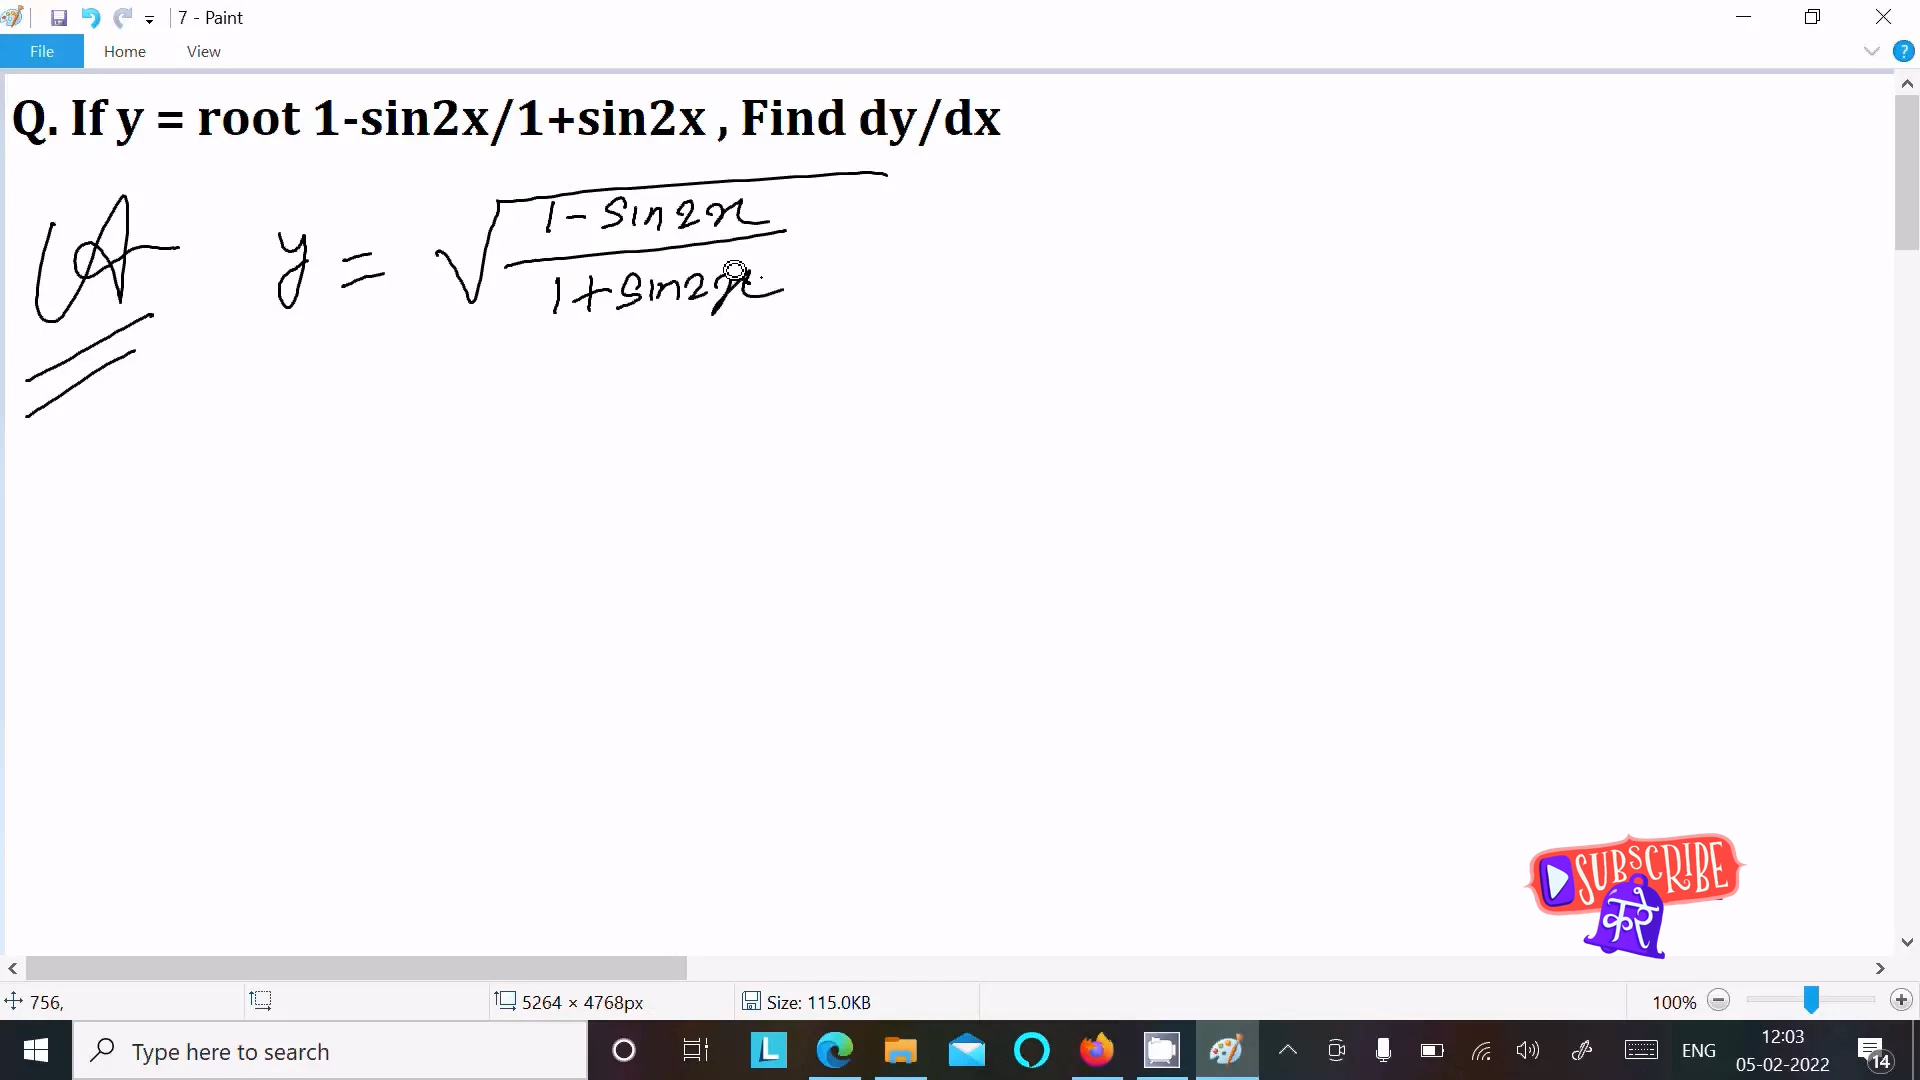 7 - Paint
File Home View
Q. If y = root 1-sin2x/1+sin2x , Find dy/dx
y = √
1 - sin2x
1 + sin2x
SUBSCRIBE
करे
756,
5264 × 4768px
Size: 115.0KB
100%
Type here to search
L
ENG
12:03
05-02-2022
14